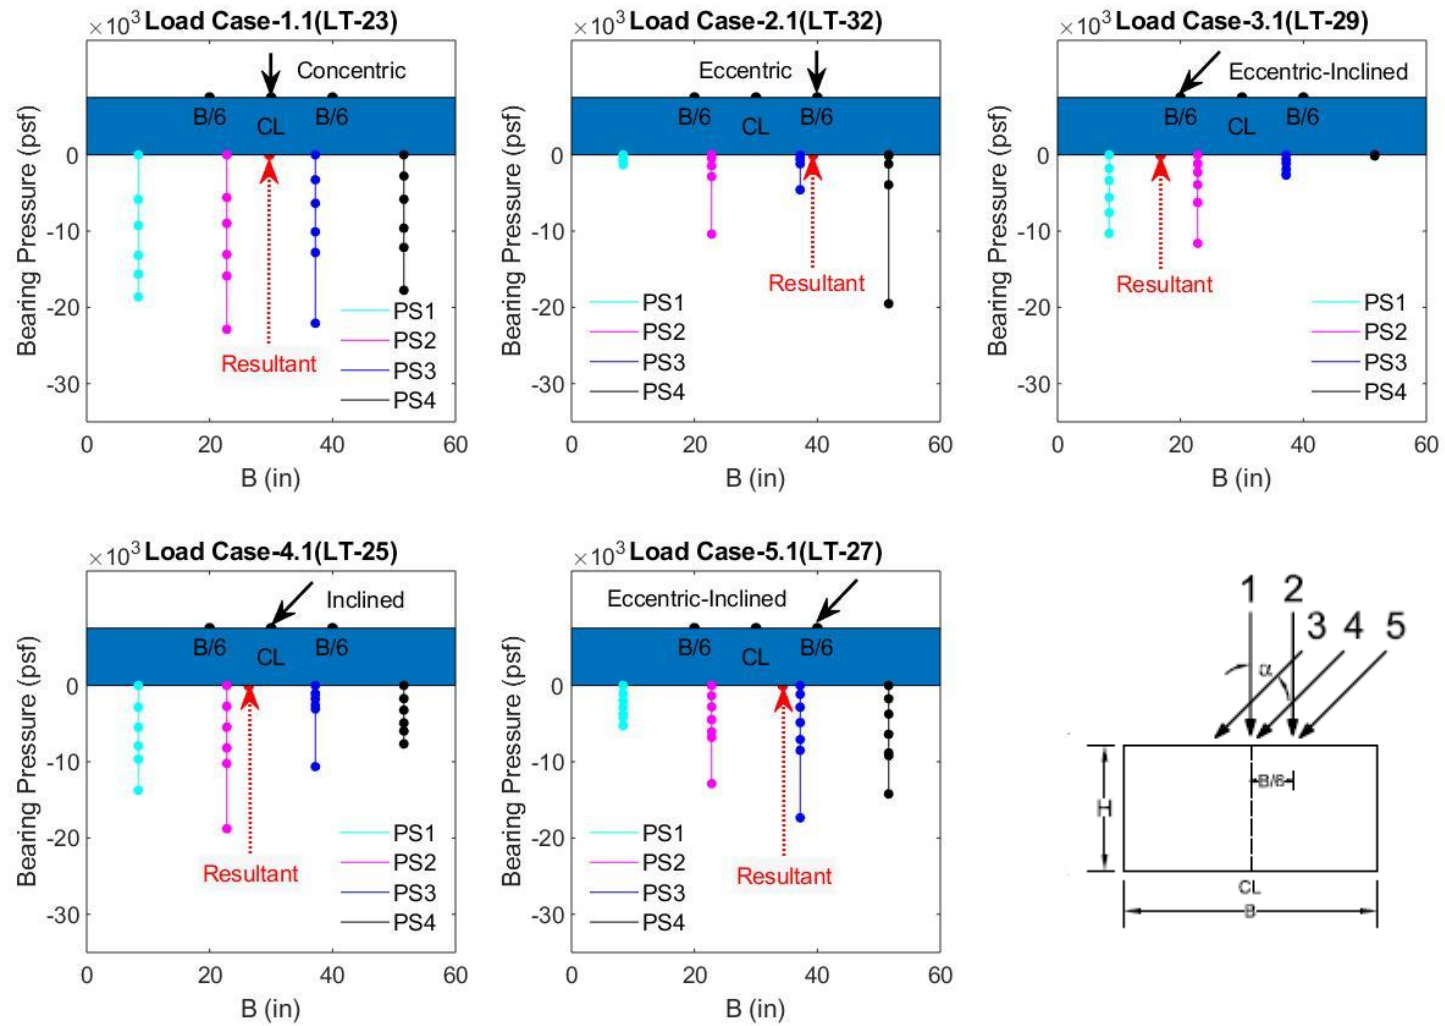 ×10³ Load Case-1.1(LT-23)
Concentric
B/6 CL B/6
Bearing Pressure (psf)
0
-10
-20
-30
Resultant
PS1
PS2
PS3
PS4
0 20 40 60
B (in)
×10³ Load Case-2.1(LT-32)
Eccentric
B/6 CL B/6
Bearing Pressure (psf)
0
-10
-20
-30
Resultant
PS1
PS2
PS3
PS4
0 20 40 60
B (in)
×10³ Load Case-3.1(LT-29)
Eccentric-Inclined
B/6 CL B/6
Bearing Pressure (psf)
0
-10
-20
-30
Resultant
PS1
PS2
PS3
PS4
0 20 40 60
B (in)
×10³ Load Case-4.1(LT-25)
Inclined
B/6 CL B/6
Bearing Pressure (psf)
0
-10
-20
-30
Resultant
PS1
PS2
PS3
PS4
0 20 40 60
B (in)
×10³ Load Case-5.1(LT-27)
Eccentric-Inclined
B/6 CL B/6
Bearing Pressure (psf)
0
-10
-20
-30
Resultant
PS1
PS2
PS3
PS4
0 20 40 60
B (in)
1 2
3 4 5
α
B/6
H
CL
B